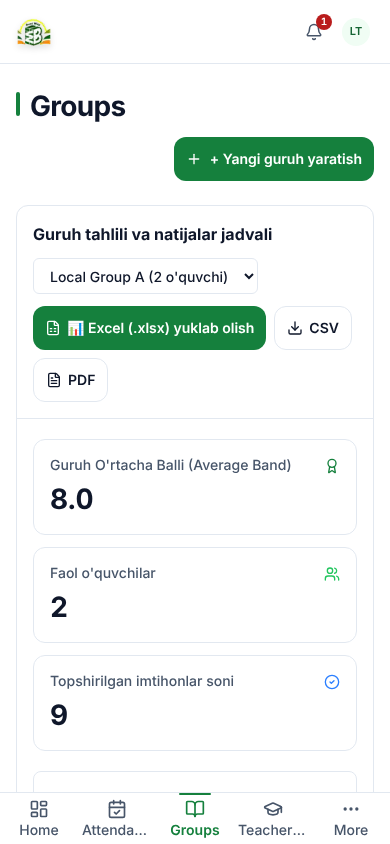 1
LT
Groups
+ Yangi guruh yaratish
Guruh tahlili va natijalar jadvali
Local Group A (2 o'quvchi)
📊 Excel (.xlsx) yuklab olish
CSV
PDF
Guruh O'rtacha Balli (Average Band)
8.0
Faol o'quvchilar
2
Topshirilgan imtihonlar soni
9
Home
Attenda...
Groups
Teacher...
More